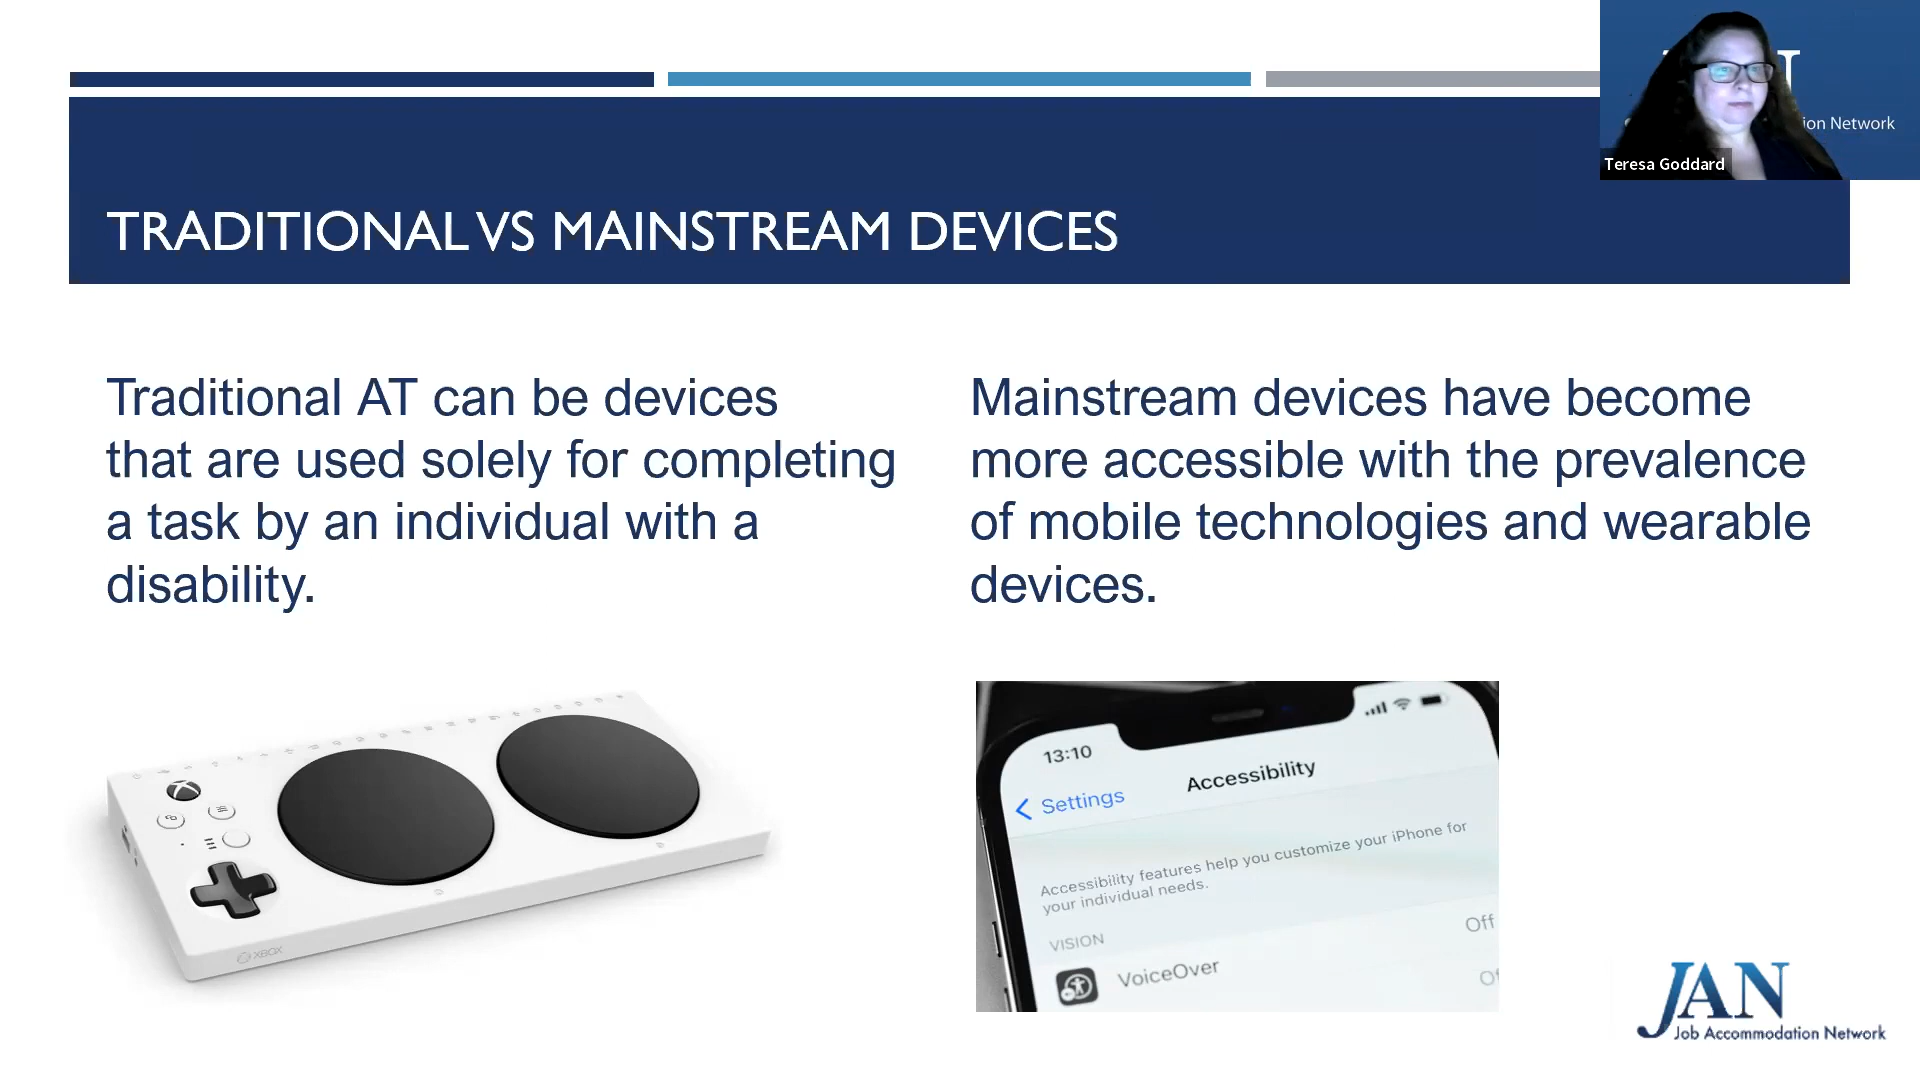 ion Network
Teresa Goddard
TRADITIONAL VS MAINSTREAM DEVICES
Traditional AT can be devices
that are used solely for completing
a task by an individual with a
disability.
Mainstream devices have become
more accessible with the prevalence
of mobile technologies and wearable
devices.
XBOX
13:10
Settings
Accessibility
Accessibility features help you customize your iPhone for
your individual needs.
VISION
Off
VoiceOver
JAN
Job Accommodation Network